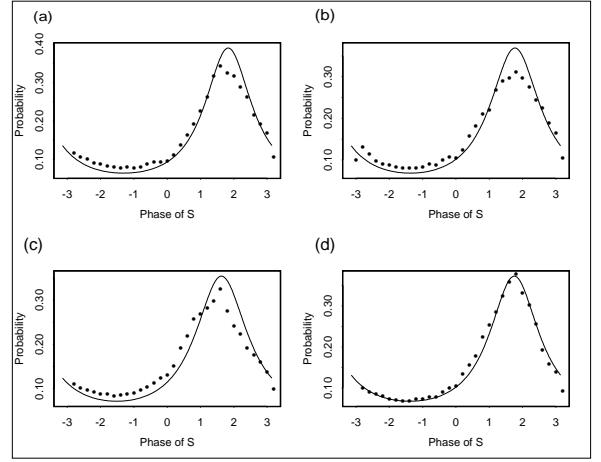 (a)
Probability
0.40
0.30
0.20
0.10
-3 -2 -1 0 1 2 3
Phase of S
(b)
Probability
0.30
0.20
0.10
-3 -2 -1 0 1 2 3
Phase of S
(c)
Probability
0.30
0.20
0.10
-3 -2 -1 0 1 2 3
Phase of S
(d)
Probability
0.30
0.20
0.10
-3 -2 -1 0 1 2 3
Phase of S